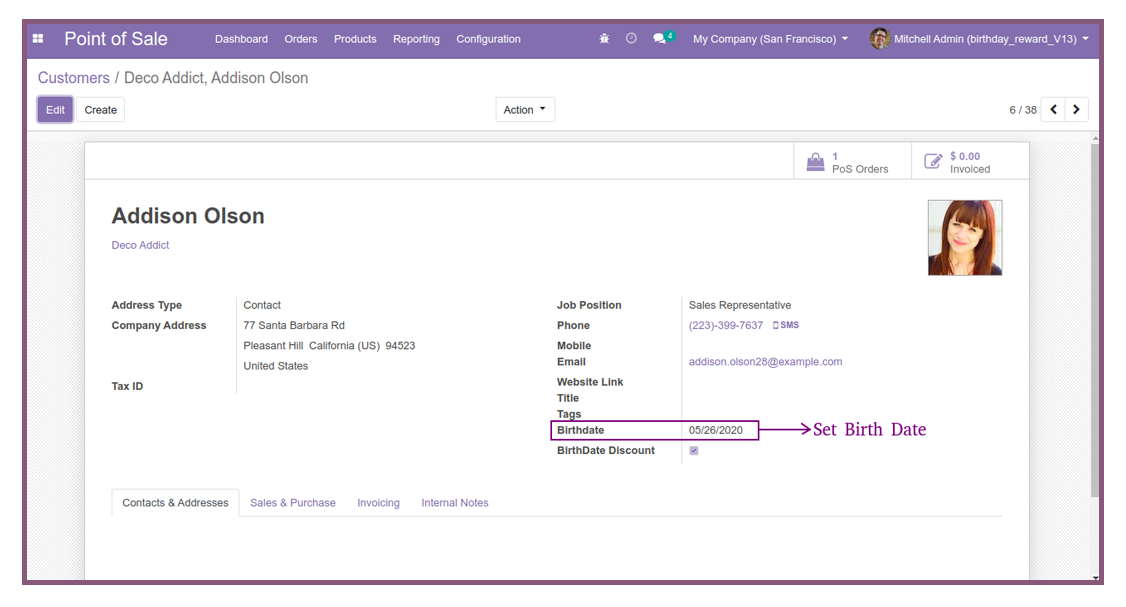 Point of Sale Dashboard Orders Products Reporting Configuration 4 My Company (San Francisco) Mitchell Admin (birthday_reward_V13)
Customers / Deco Addict, Addison Olson
Edit Create Action 6 / 38
1 PoS Orders
$ 0.00 Invoiced
Addison Olson
Deco Addict
Address Type Contact
Company Address 77 Santa Barbara Rd
Pleasant Hill California (US) 94523
United States
Tax ID
Job Position Sales Representative
Phone (223)-399-7637 SMS
Mobile
Email addison.olson28@example.com
Website Link
Title
Tags
Birthdate 05/26/2020 Set Birth Date
BirthDate Discount
Contacts & Addresses Sales & Purchase Invoicing Internal Notes